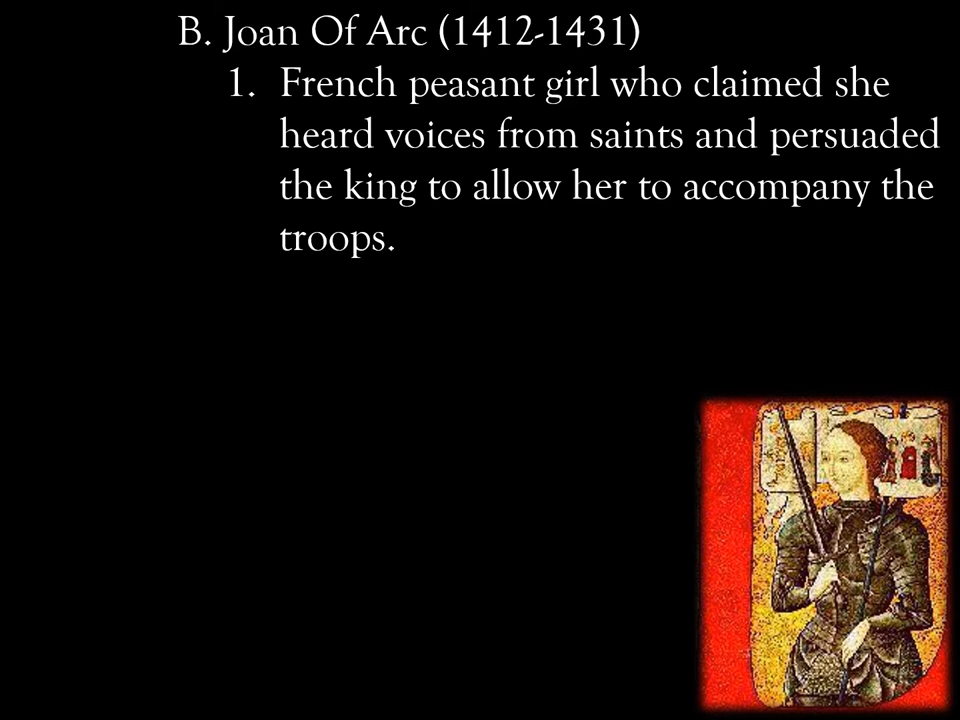 B. Joan Of Arc (1412-1431)
1. French peasant girl who claimed she
heard voices from saints and persuaded
the king to allow her to accompany the
troops.